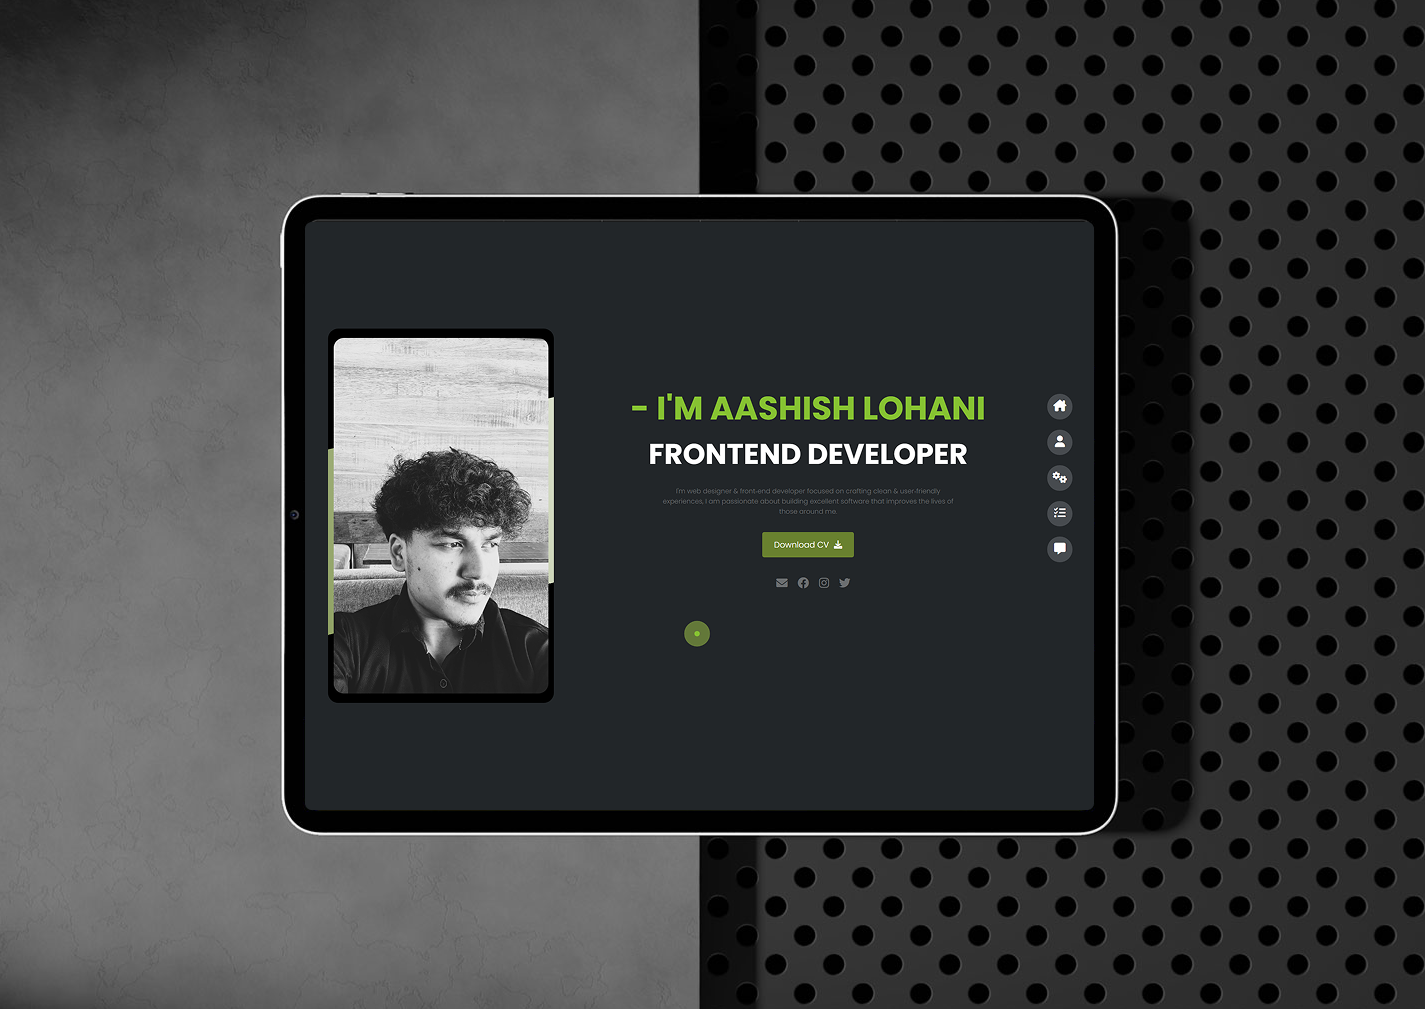 - I'M AASHISH LOHANI
FRONTEND DEVELOPER
I'm web designer & front-end developer focused on crafting clean & user-friendly
experiences, I am passionate about building excellent software that improves the lives of
those around me.
Download CV